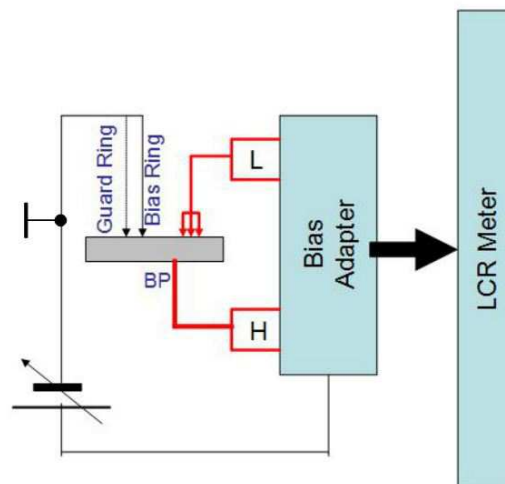 Guard Ring
Bias Ring
L
BP
H
Bias
Adapter
LCR Meter